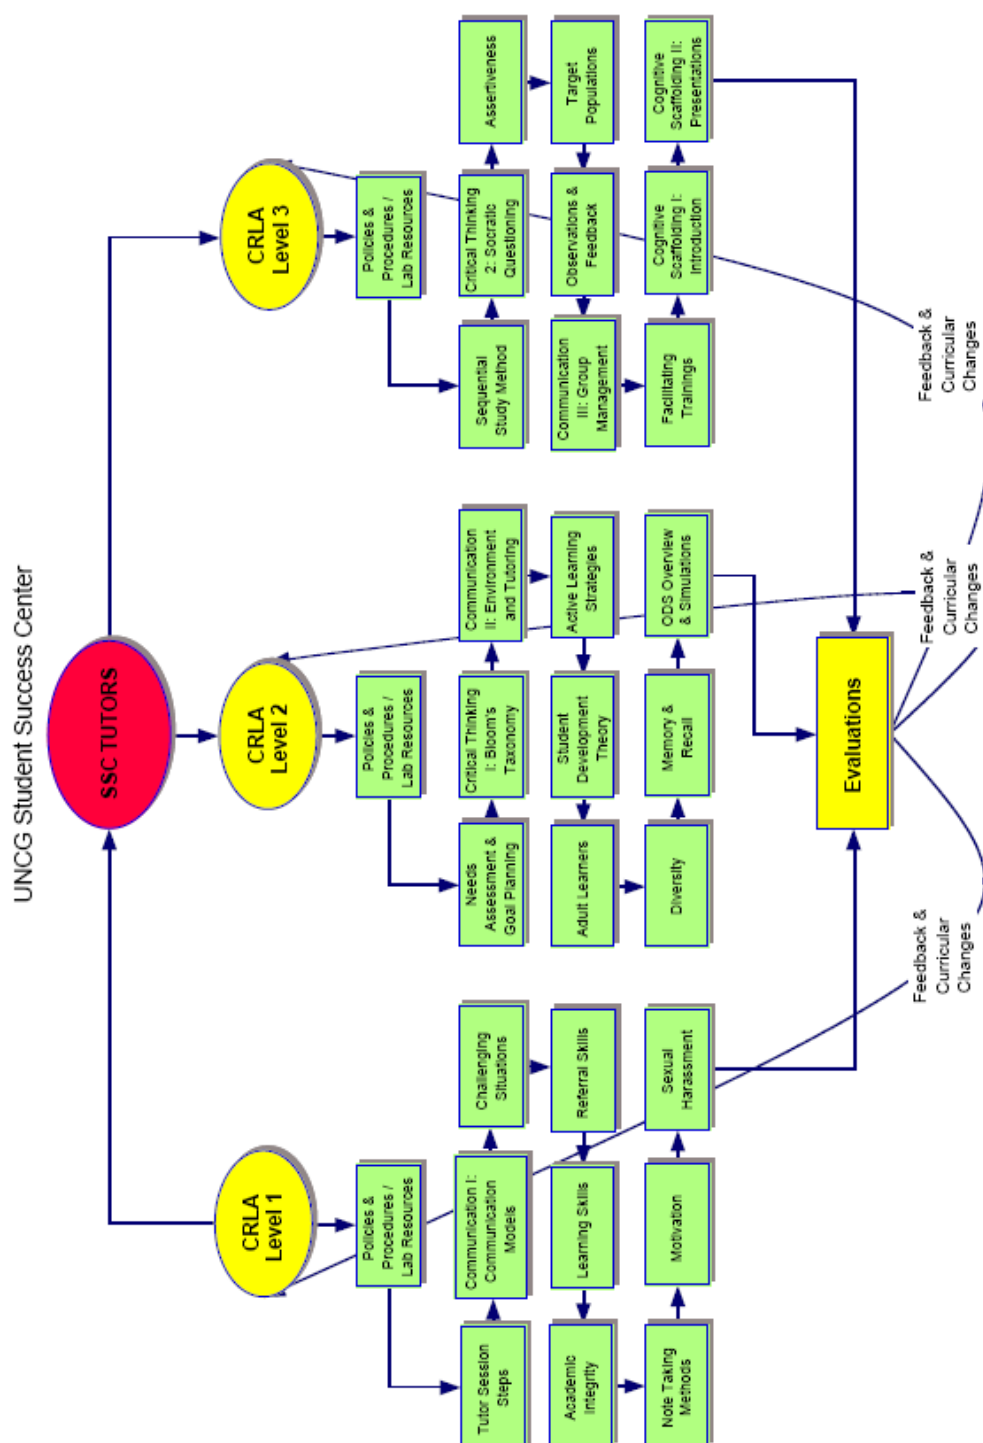 UNCG Student Success Center
SSC TUTORS
CRLA
Level 1
Policies &
Procedures /
Lab Resources
Tutor Session
Steps
Communication I:
Communication
Models
Challenging
Situations
Referral Skills
Learning Skills
Academic
Integrity
Note Taking
Methods
Motivation
Sexual
Harassment
CRLA
Level 2
Policies &
Procedures /
Lab Resources
Needs
Assessment &
Goal Planning
Critical Thinking
I: Bloom's
Taxonomy
Communication
II: Environment
and Tutoring
Active Learning
Strategies
Student
Development
Theory
Adult Learners
Diversity
Memory &
Recall
ODS Overview
& Simulations
CRLA
Level 3
Policies &
Procedures /
Lab Resources
Sequential
Study Method
Critical Thinking
2: Socratic
Questioning
Assertiveness
Target
Populations
Observations &
Feedback
Communication
III: Group
Management
Facilitating
Trainings
Cognitive
Scaffolding I:
Introduction
Cognitive
Scaffolding II:
Presentations
Evaluations
Feedback &
Curricular
Changes
Feedback &
Curricular
Changes
Feedback &
Curricular
Changes